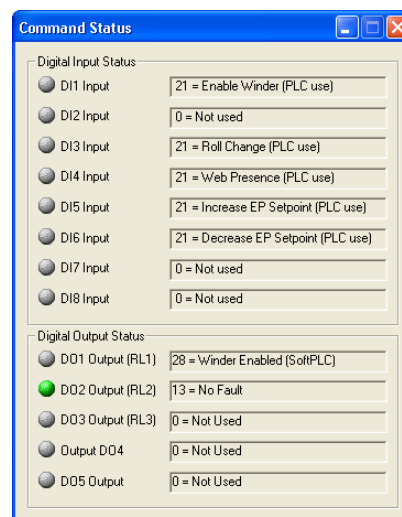 Command Status
Digital Input Status
DI1 Input 21 = Enable Winder (PLC use)
DI2 Input 0 = Not used
DI3 Input 21 = Roll Change (PLC use)
DI4 Input 21 = Web Presence (PLC use)
DI5 Input 21 = Increase EP Setpoint (PLC use)
DI6 Input 21 = Decrease EP Setpoint (PLC use)
DI7 Input 0 = Not used
DI8 Input 0 = Not used
Digital Output Status
DO1 Output (RL1) 28 = Winder Enabled (SoftPLC)
DO2 Output (RL2) 13 = No Fault
DO3 Output (RL3) 0 = Not Used
Output DO4 0 = Not Used
DO5 Output 0 = Not Used